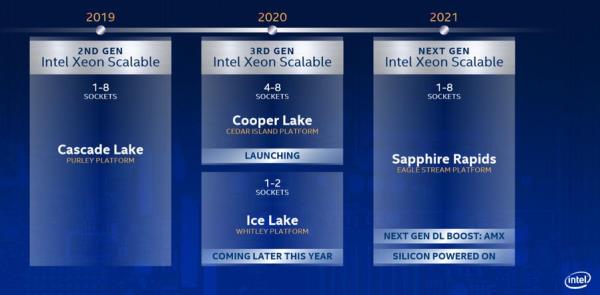 2019
2020
2021
2ND GEN
Intel Xeon Scalable
1-8
SOCKETS
Cascade Lake
PURLEY PLATFORM
3RD GEN
Intel Xeon Scalable
4-8
SOCKETS
Cooper Lake
CEDAR ISLAND PLATFORM
LAUNCHING
1-2
SOCKETS
Ice Lake
WHITLEY PLATFORM
COMING LATER THIS YEAR
NEXT GEN
Intel Xeon Scalable
1-8
SOCKETS
Sapphire Rapids
EAGLE STREAM PLATFORM
NEXT GEN DL BOOST: AMX
SILICON POWERED ON
intel